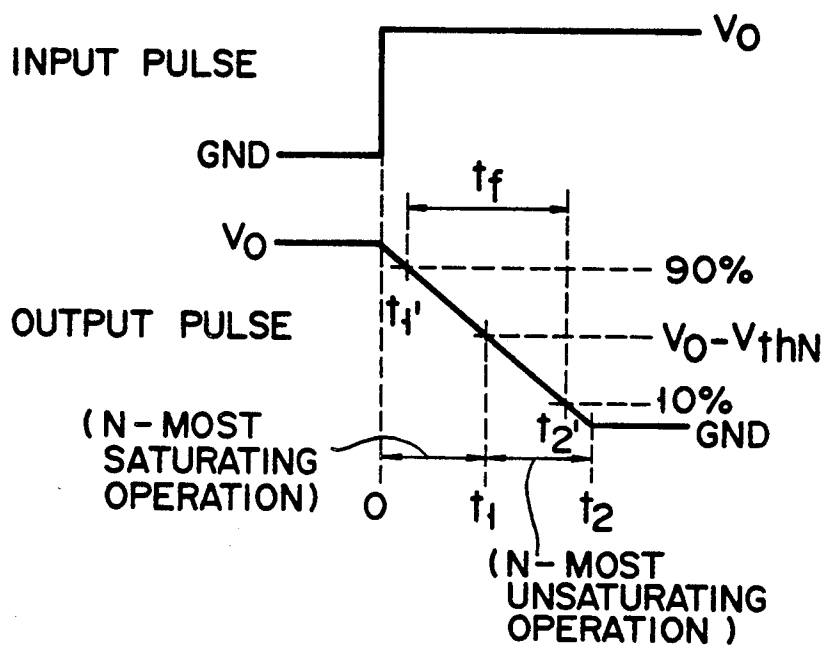 V0
INPUT PULSE
GND
tf
V0
90%
t1'
OUTPUT PULSE
V0-VthN
10%
t2'
GND
(N-MOST
SATURATING
OPERATION)
0
t1
t2
(N-MOST
UNSATURATING
OPERATION)